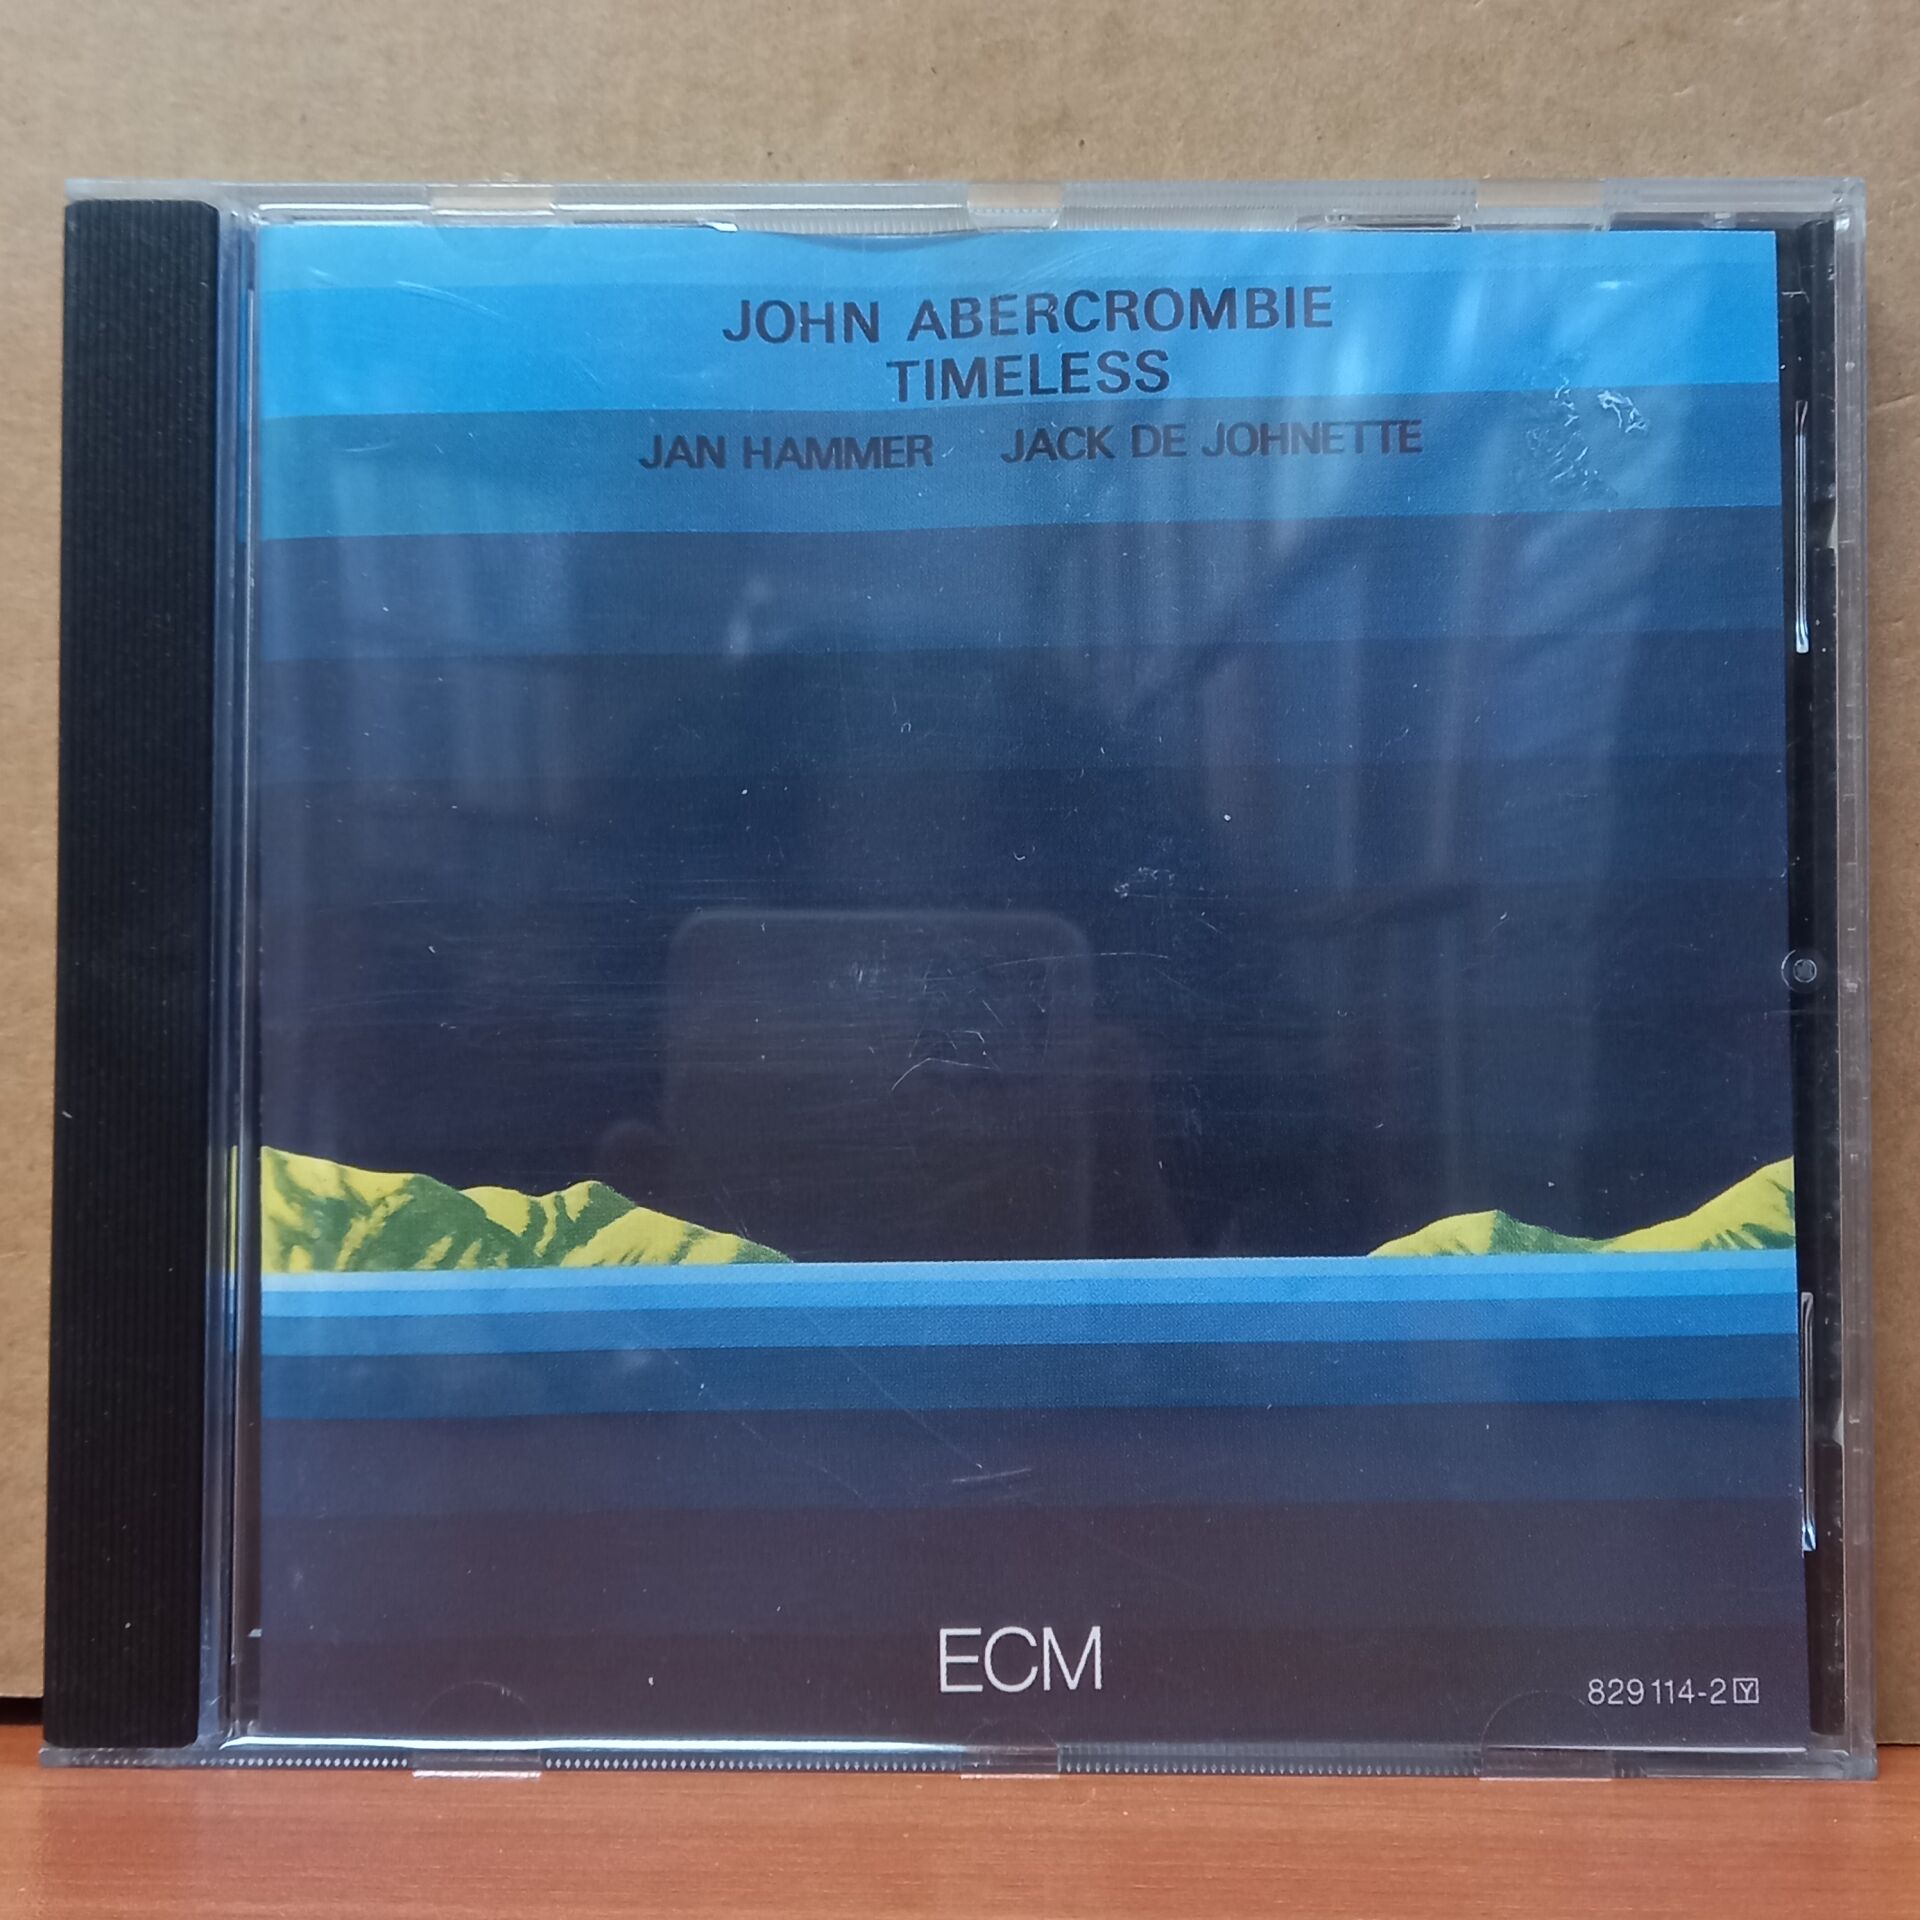 JOHN ABERCROMBIE
TIMELESS
JAN HAMMER JACK DE JOHNETTE
ECM
829 114-2 Y